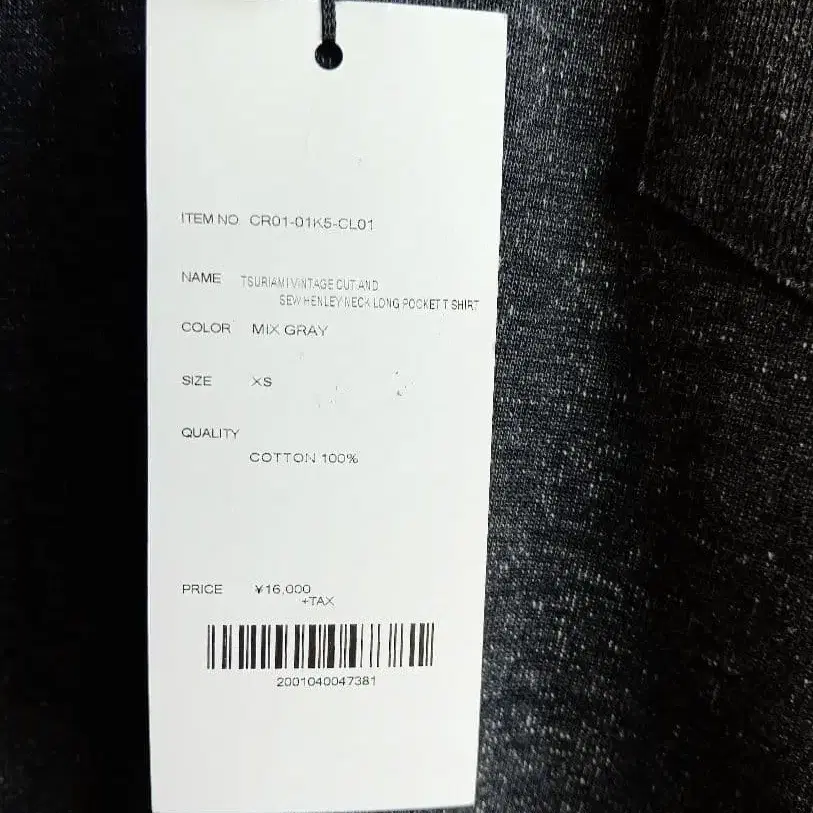 ITEM NO. CR01-01K5-CL01
NAME TSURIAMI VINTAGE CUT AND
SEW HENLEY NECK LONG POCKET T SHIRT
COLOR MIX GRAY
SIZE XS
QUALITY
COTTON 100%
PRICE ¥16,000
+TAX
2001040047381